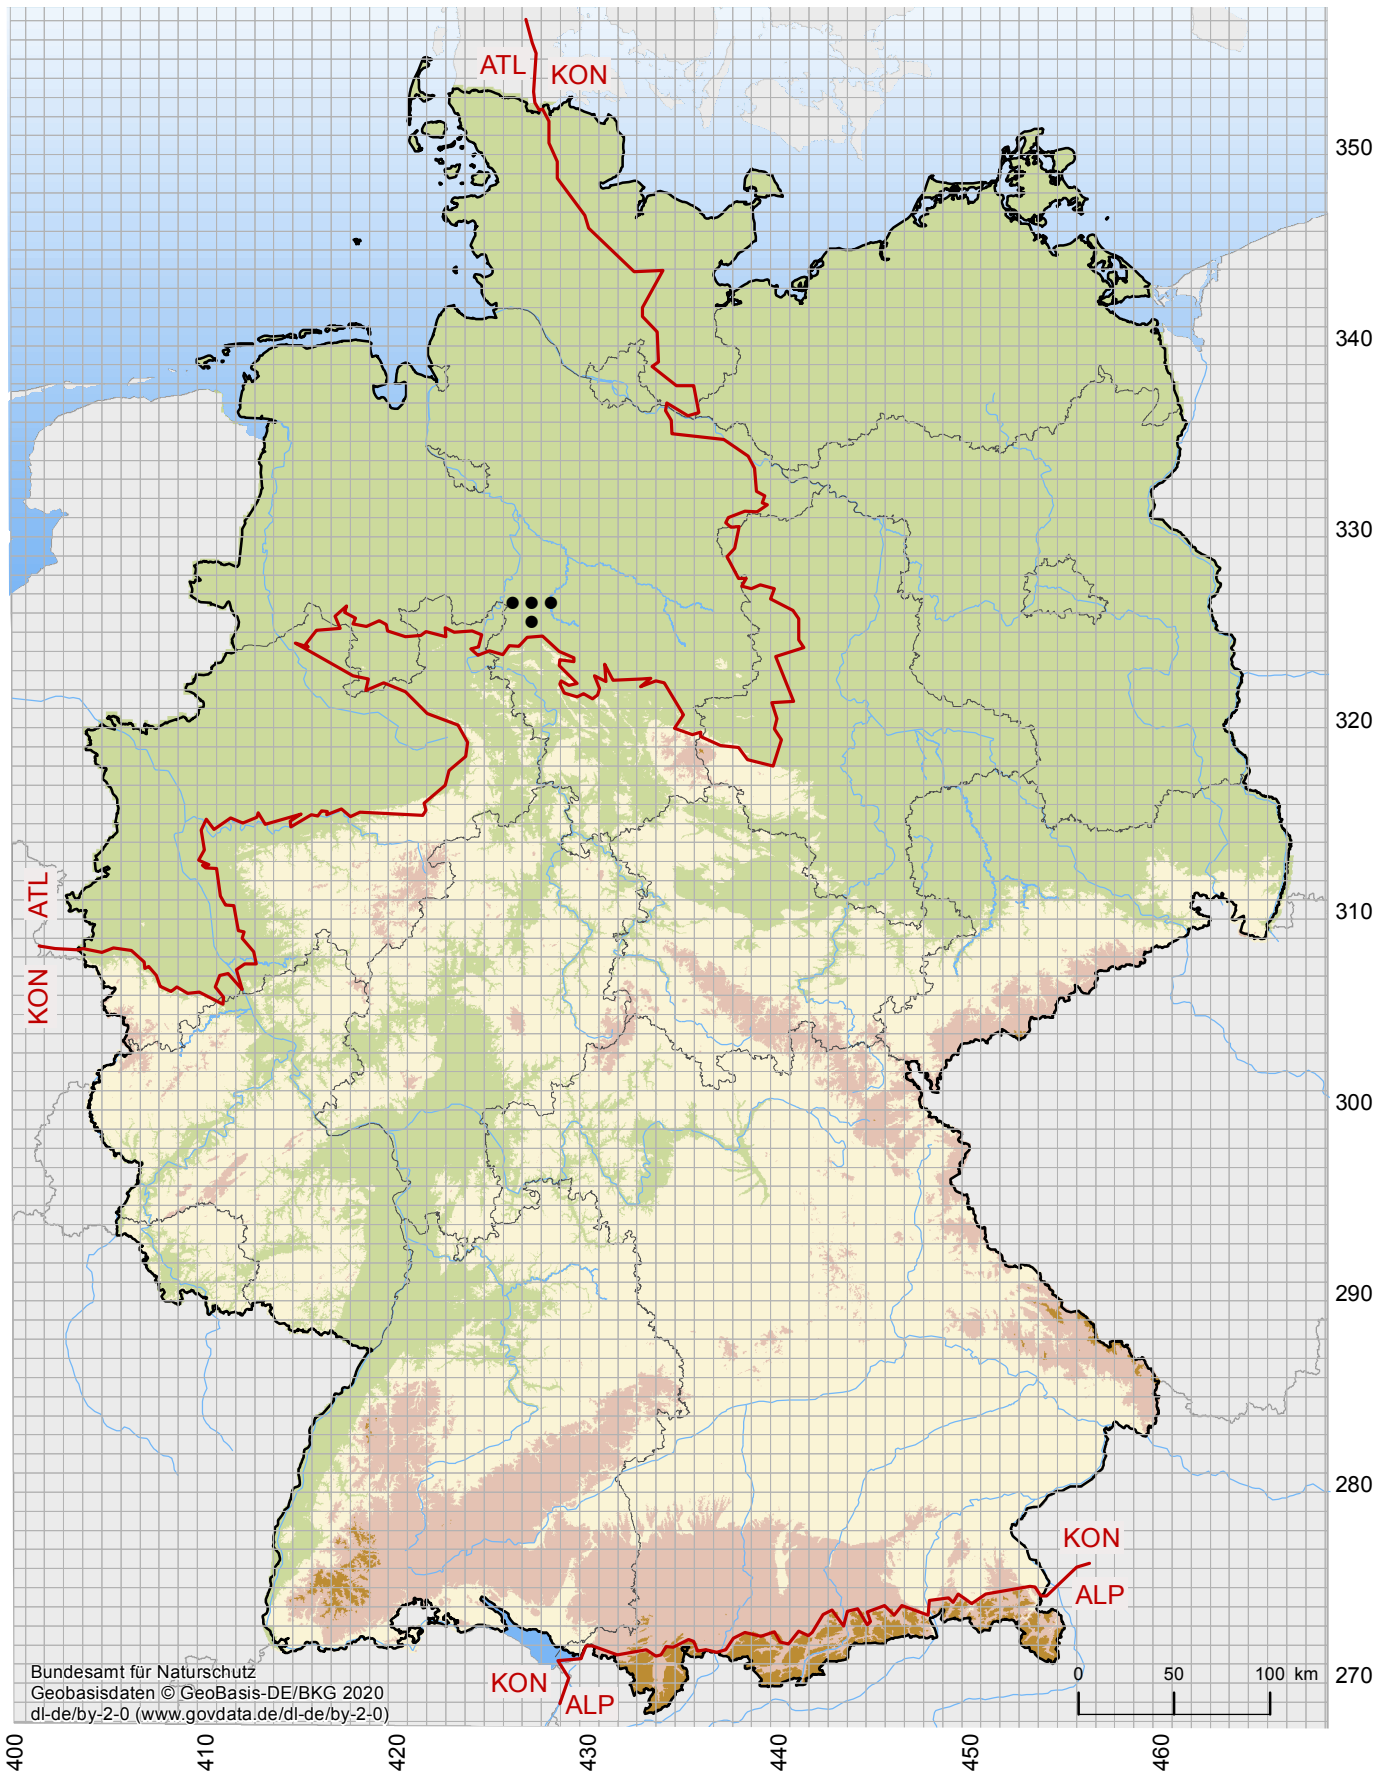 ATL
KON
350
340
330
320
ATL
KON
310
300
290
280
KON
ALP
270
KON
ALP
0 50 100 km
Bundesamt für Naturschutz
Geobasisdaten © GeoBasis-DE/BKG 2020
dl-de/by-2-0 (www.govdata.de/dl-de/by-2-0)
400 410 420 430 440 450 460